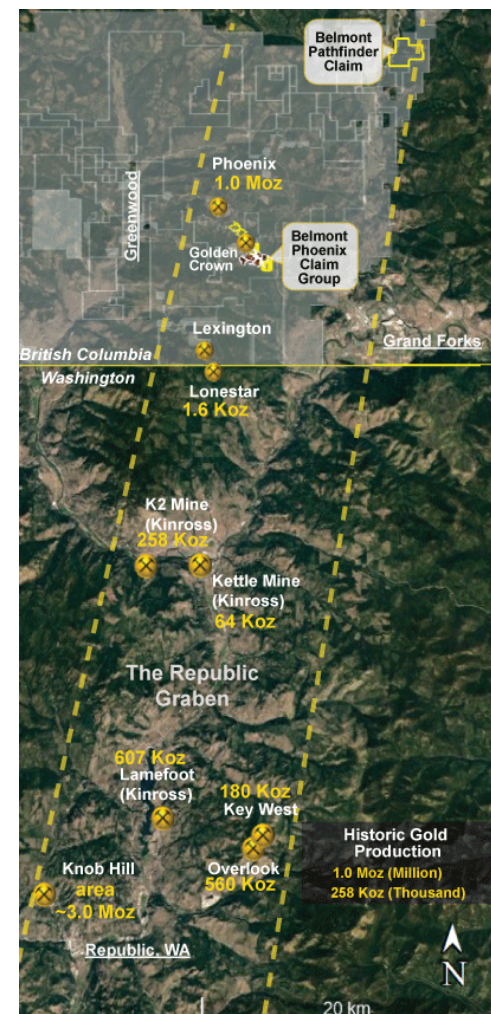 Belmont
Pathfinder
Claim
Phoenix
1.0 Moz
Greenwood
Golden
Crown
Belmont
Phoenix
Claim
Group
Lexington
Grand Forks
British Columbia
Washington
Lonestar
1.6 Koz
K2 Mine
(Kinross)
258 Koz
Kettle Mine
(Kinross)
64 Koz
The Republic
Graben
607 Koz
Lamefoot
(Kinross)
180 Koz
Key West
Overlook
560 Koz
Historic Gold
Production
1.0 Moz (Million)
258 Koz (Thousand)
Knob Hill
area
~3.0 Moz
Republic, WA
N
20 km